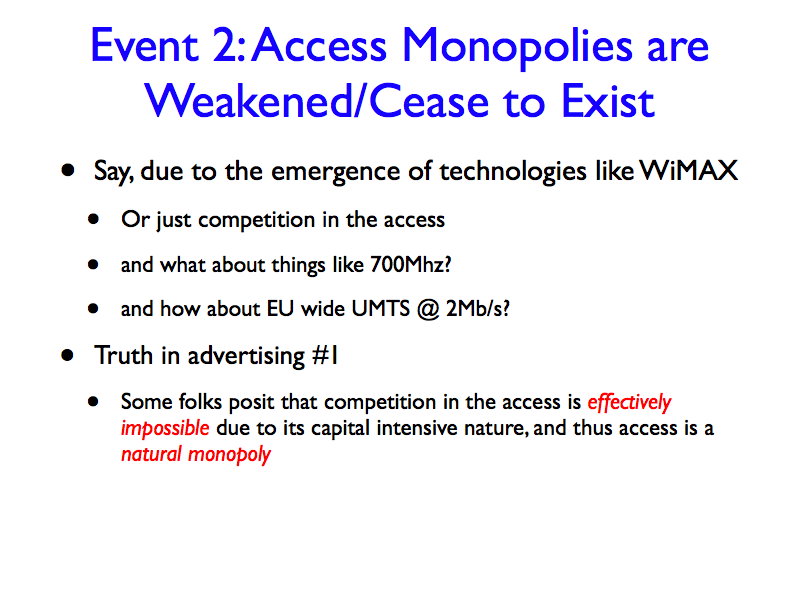 Event 2: Access Monopolies are
Weakened/Cease to Exist
• Say, due to the emergence of technologies like WiMAX
• Or just competition in the access
• and what about things like 700Mhz?
• and how about EU wide UMTS @ 2Mb/s?
• Truth in advertising #1
• Some folks posit that competition in the access is effectively
impossible due to its capital intensive nature, and thus access is a
natural monopoly